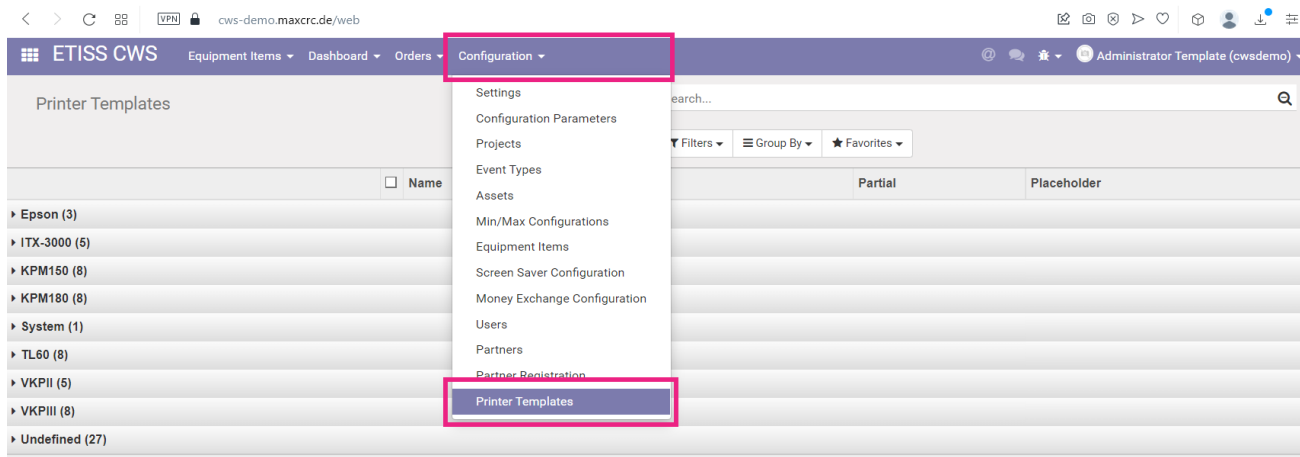 VPN cws-demo.maxcrc.de/web
ETISS CWS Equipment Items Dashboard Orders Configuration Administrator Template (cwsdemo)
Printer Templates
earch...
Filters Group By Favorites
Name Partial Placeholder
Settings
Configuration Parameters
Projects
Event Types
Assets
Min/Max Configurations
Equipment Items
Screen Saver Configuration
Money Exchange Configuration
Users
Partners
Partner Registration
Printer Templates
Epson (3)
ITX-3000 (5)
KPM150 (8)
KPM180 (8)
System (1)
TL60 (8)
VKPII (5)
VKPIII (8)
Undefined (27)